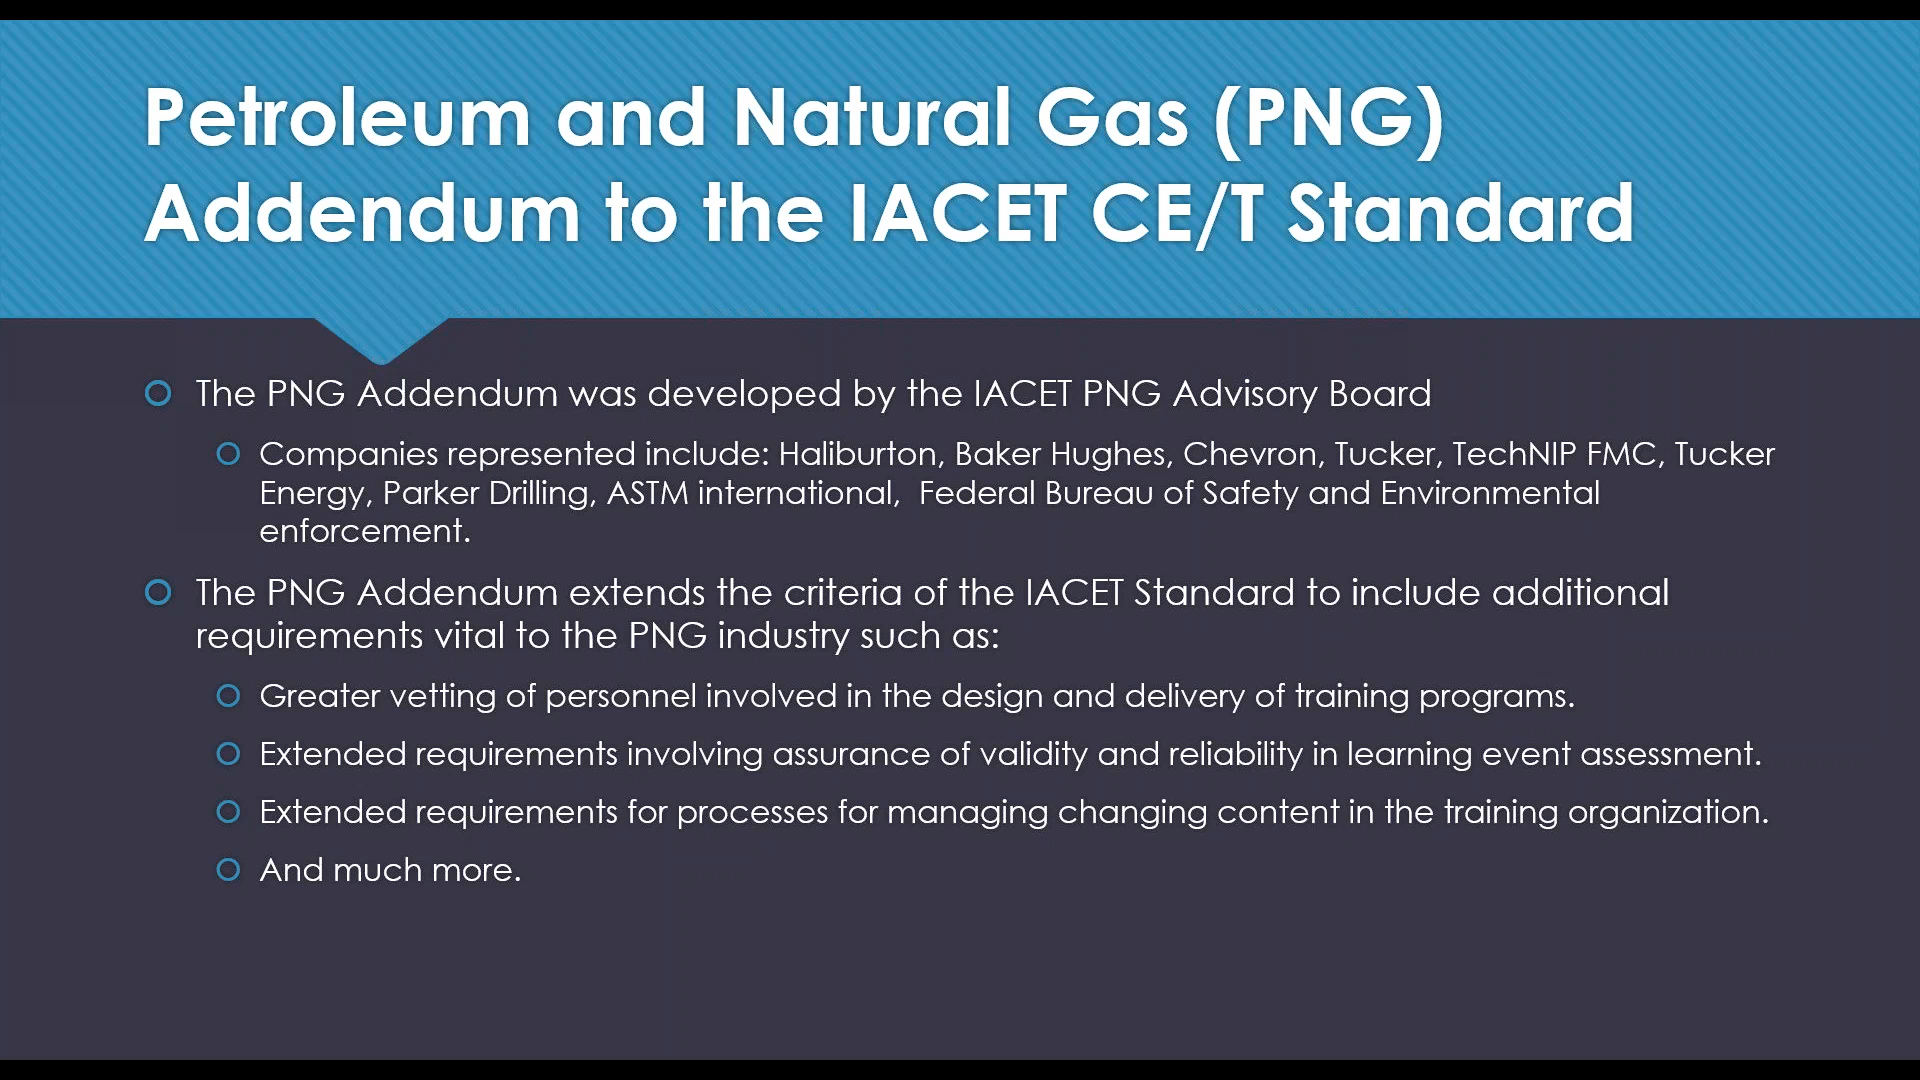 Petroleum and Natural Gas (PNG)
Addendum to the IACET CE/T Standard
The PNG Addendum was developed by the IACET PNG Advisory Board
Companies represented include: Haliburton, Baker Hughes, Chevron, Tucker, TechNIP FMC, Tucker
Energy, Parker Drilling, ASTM international,  Federal Bureau of Safety and Environmental
enforcement.
The PNG Addendum extends the criteria of the IACET Standard to include additional
requirements vital to the PNG industry such as:
Greater vetting of personnel involved in the design and delivery of training programs.
Extended requirements involving assurance of validity and reliability in learning event assessment.
Extended requirements for processes for managing changing content in the training organization.
And much more.